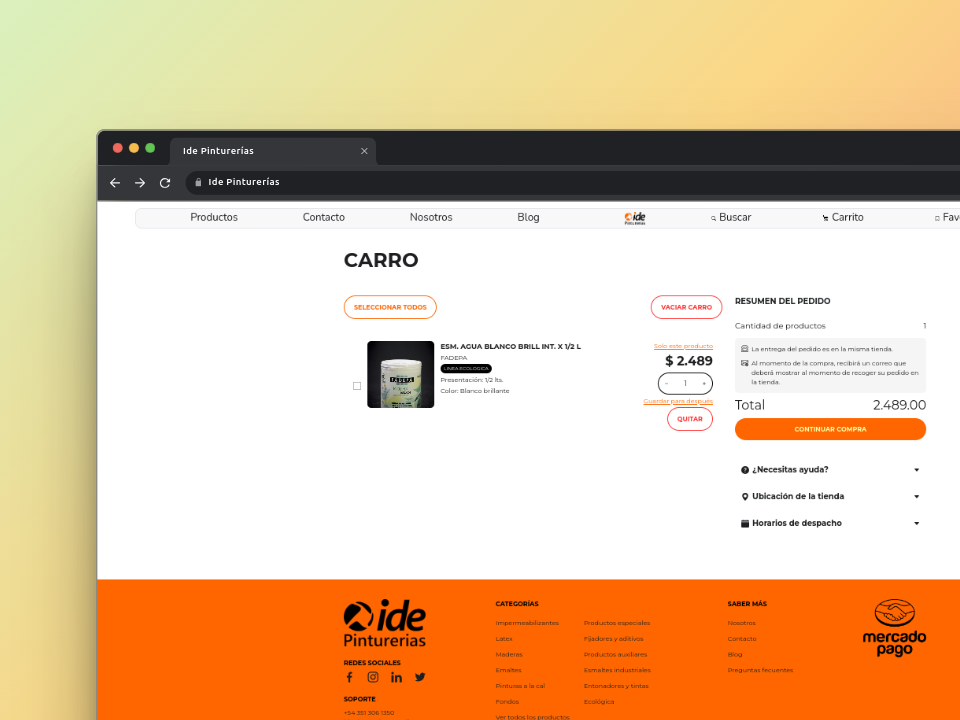 Ide Pinturerías
Ide Pinturerías
Productos
Contacto
Nosotros
Blog
ide
Pinturerías
Buscar
Carrito
Fav
CARRO
SELECCIONAR TODOS
VACIAR CARRO
ESM. AGUA BLANCO BRILL INT. X 1/2 L
FADEPA
LINEA ECOLOGICA
Presentación: 1/2 lts.
Color: Blanco brillante
FADEPA
Solo este producto
$ 2.489
- 1 +
Guardar para después
QUITAR
RESUMEN DEL PEDIDO
Cantidad de productos 1
La entrega del pedido es en la misma tienda.
Al momento de la compra, recibirá un correo que
deberá mostrar al momento de recoger su pedido en
la tienda.
Total 2.489.00
CONTINUAR COMPRA
¿Necesitas ayuda?
Ubicación de la tienda
Horarios de despacho
ide
Pinturerías
REDES SOCIALES
SOPORTE
+54 351 306 1350
CATEGORÍAS
Impermeabilizantes
Latex
Maderas
Esmaltes
Pinturas a la cal
Fondos
Ver todos los productos
Productos especiales
Fijadores y aditivos
Productos auxiliares
Esmaltes industriales
Entonadores y tintas
Ecológica
SABER MÁS
Nosotros
Contacto
Blog
Preguntas fecuentes
mercado
pago